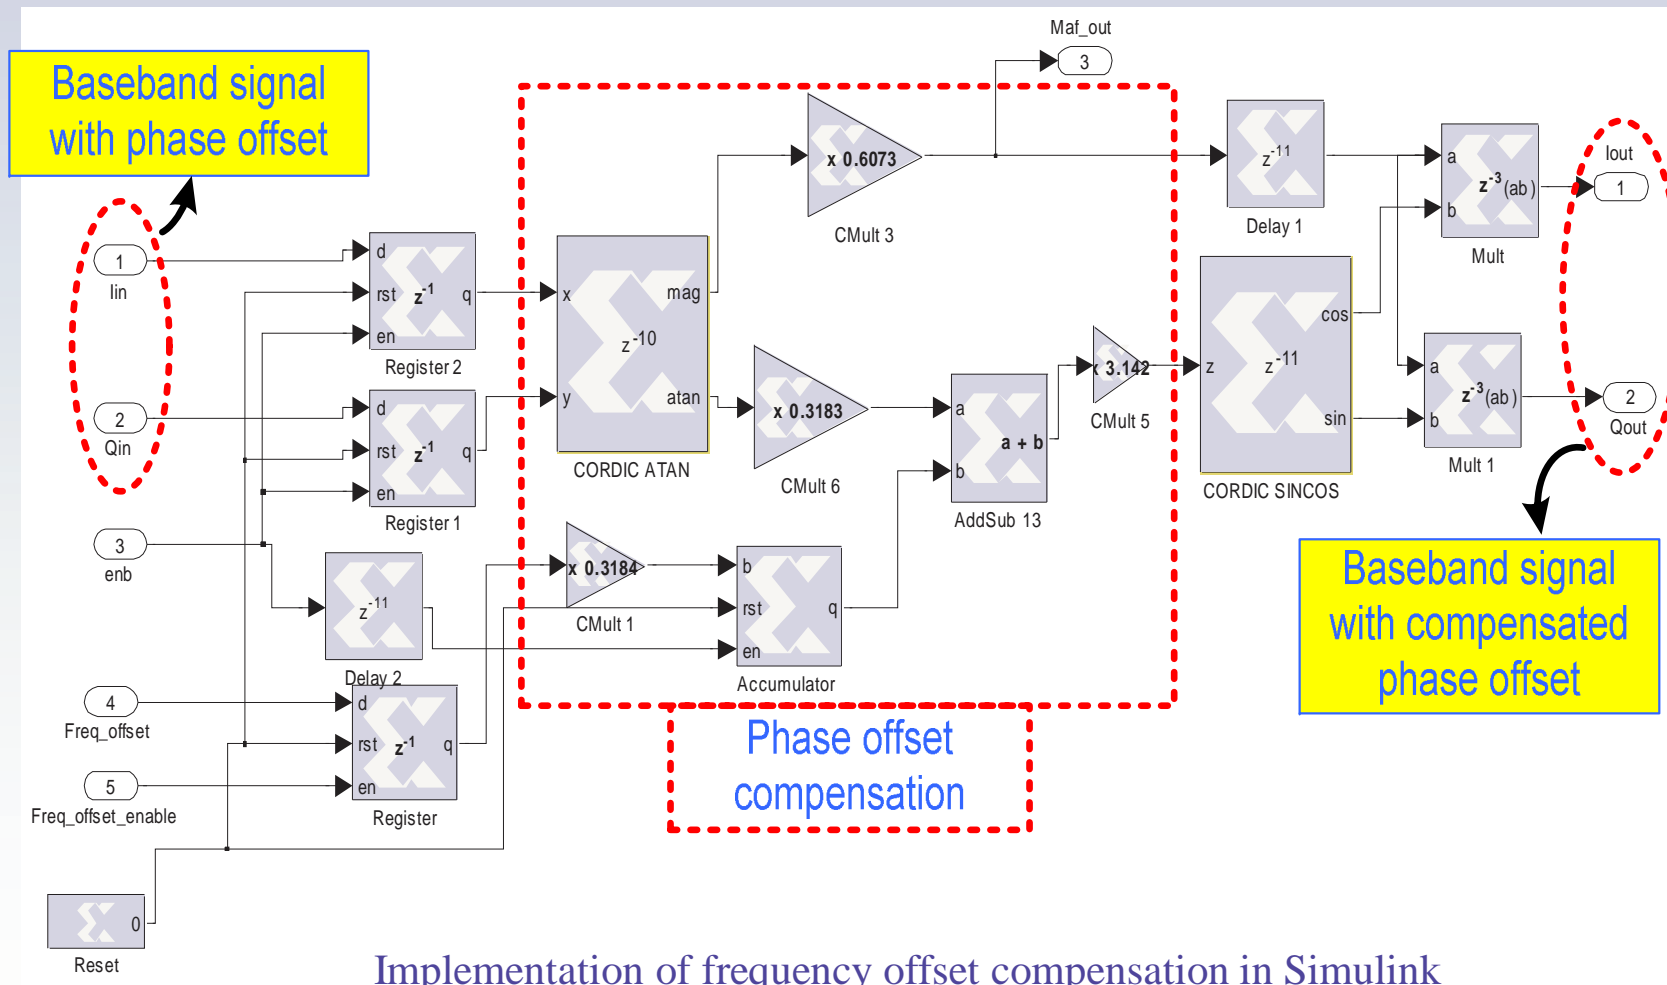 Maf_out
3
Baseband signal
with phase offset
x 0.6073
CMult 3
z-11
Delay 1
a
b
z-3(ab)
Mult
Iout
1
1
Iin
d
rst
en
z-1
q
Register 2
x
y
mag
atan
z-10
CORDIC ATAN
x 0.3183
CMult 6
a
b
a + b
AddSub 13
x 3.142
CMult 5
z
cos
sin
z-11
CORDIC SINCOS
a
b
z-3(ab)
Mult 1
2
Qout
2
Qin
d
rst
en
z-1
q
Register 1
3
enb
z-11
Delay 2
x 0.3184
CMult 1
b
rst
en
q
Accumulator
Baseband signal
with compensated
phase offset
4
Freq_offset
5
Freq_offset_enable
d
rst
en
z-1
q
Register
Phase offset
compensation
0
Reset
Implementation of frequency offset compensation in Simulink